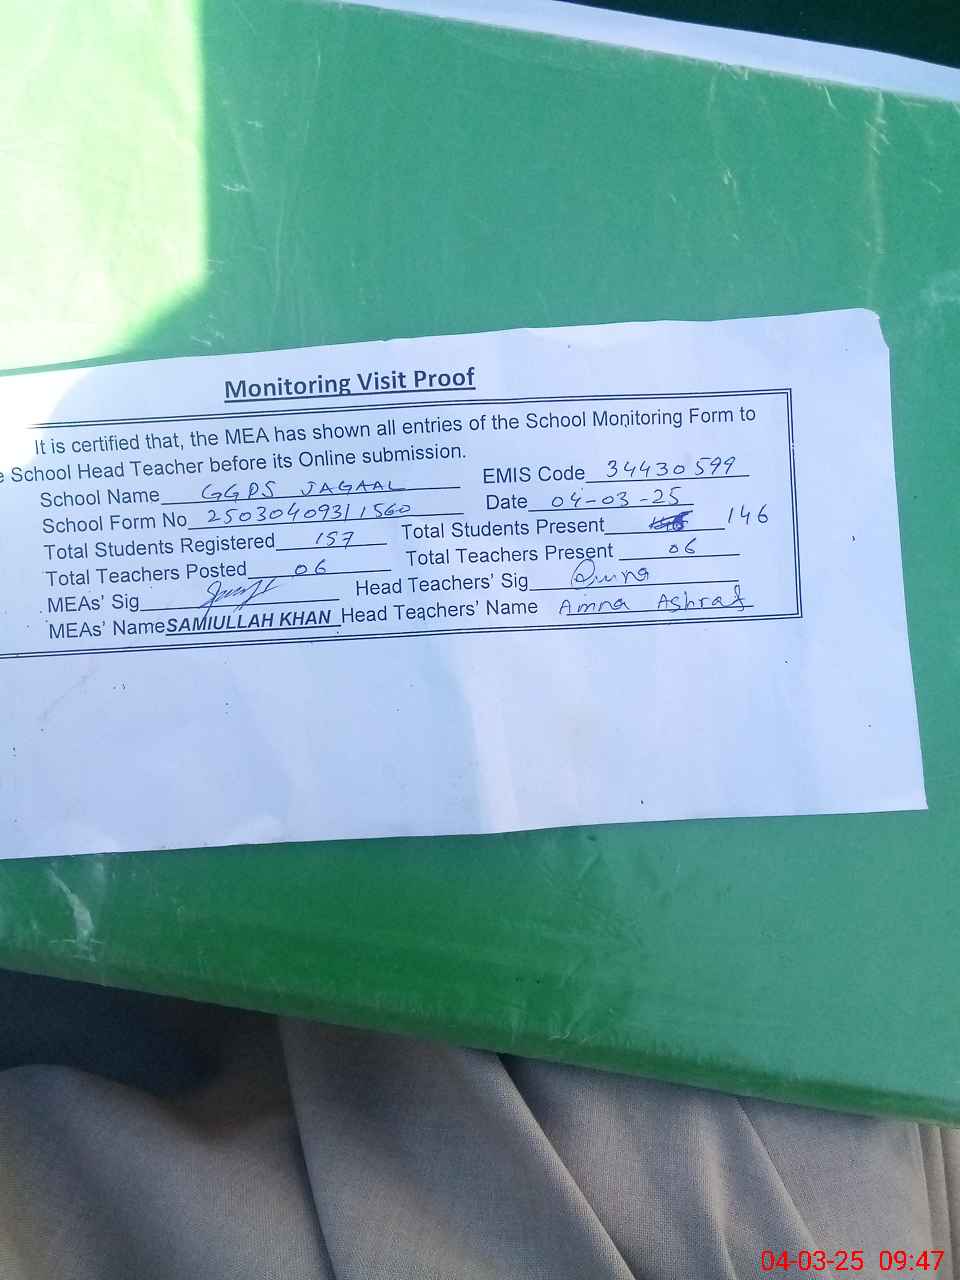 Monitoring Visit Proof
It is certified that, the MEA has shown all entries of the School Monitoring Form to
e School Head Teacher before its Online submission.
School Name GGPS JAGAAL EMIS Code 34430599
School Form No 25030409311560 Date 04-03-25
Total Students Registered 157 Total Students Present 146
Total Teachers Posted 06 Total Teachers Present 06
MEAs' Sig Head Teachers' Sig Amna
MEAs' Name SAMIULLAH KHAN Head Teachers' Name Amna Ashraf
04-03-25 09:47